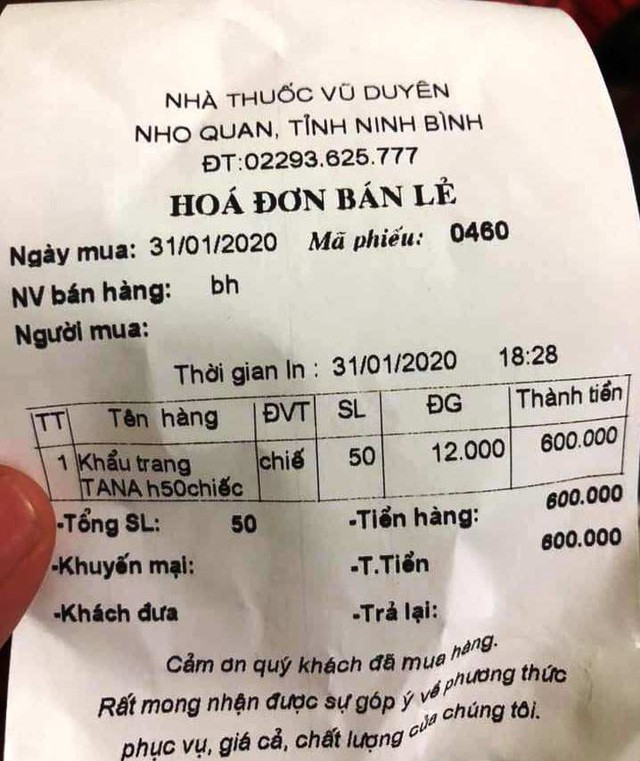 NHÀ THUỐC VŨ DUYÊN
NHO QUAN, TỈNH NINH BÌNH
ĐT:02293.625.777
HOÁ ĐƠN BÁN LẺ
Ngày mua: 31/01/2020 Mã phiếu: 0460
NV bán hàng: bh
Người mua:
Thời gian In : 31/01/2020 18:28
TT Tên hàng ĐVT SL ĐG Thành tiền
1 Khẩu trang chiế 50 12.000 600.000
TANA h50chiếc
-Tổng SL: 50 -Tiền hàng: 600.000
-Khuyến mại: -T.Tiền 600.000
-Khách đưa -Trả lại:
Cảm ơn quý khách đã mua hàng.
Rất mong nhận được sự góp ý về phương thức
phục vụ, giá cả, chất lượng của chúng tôi.